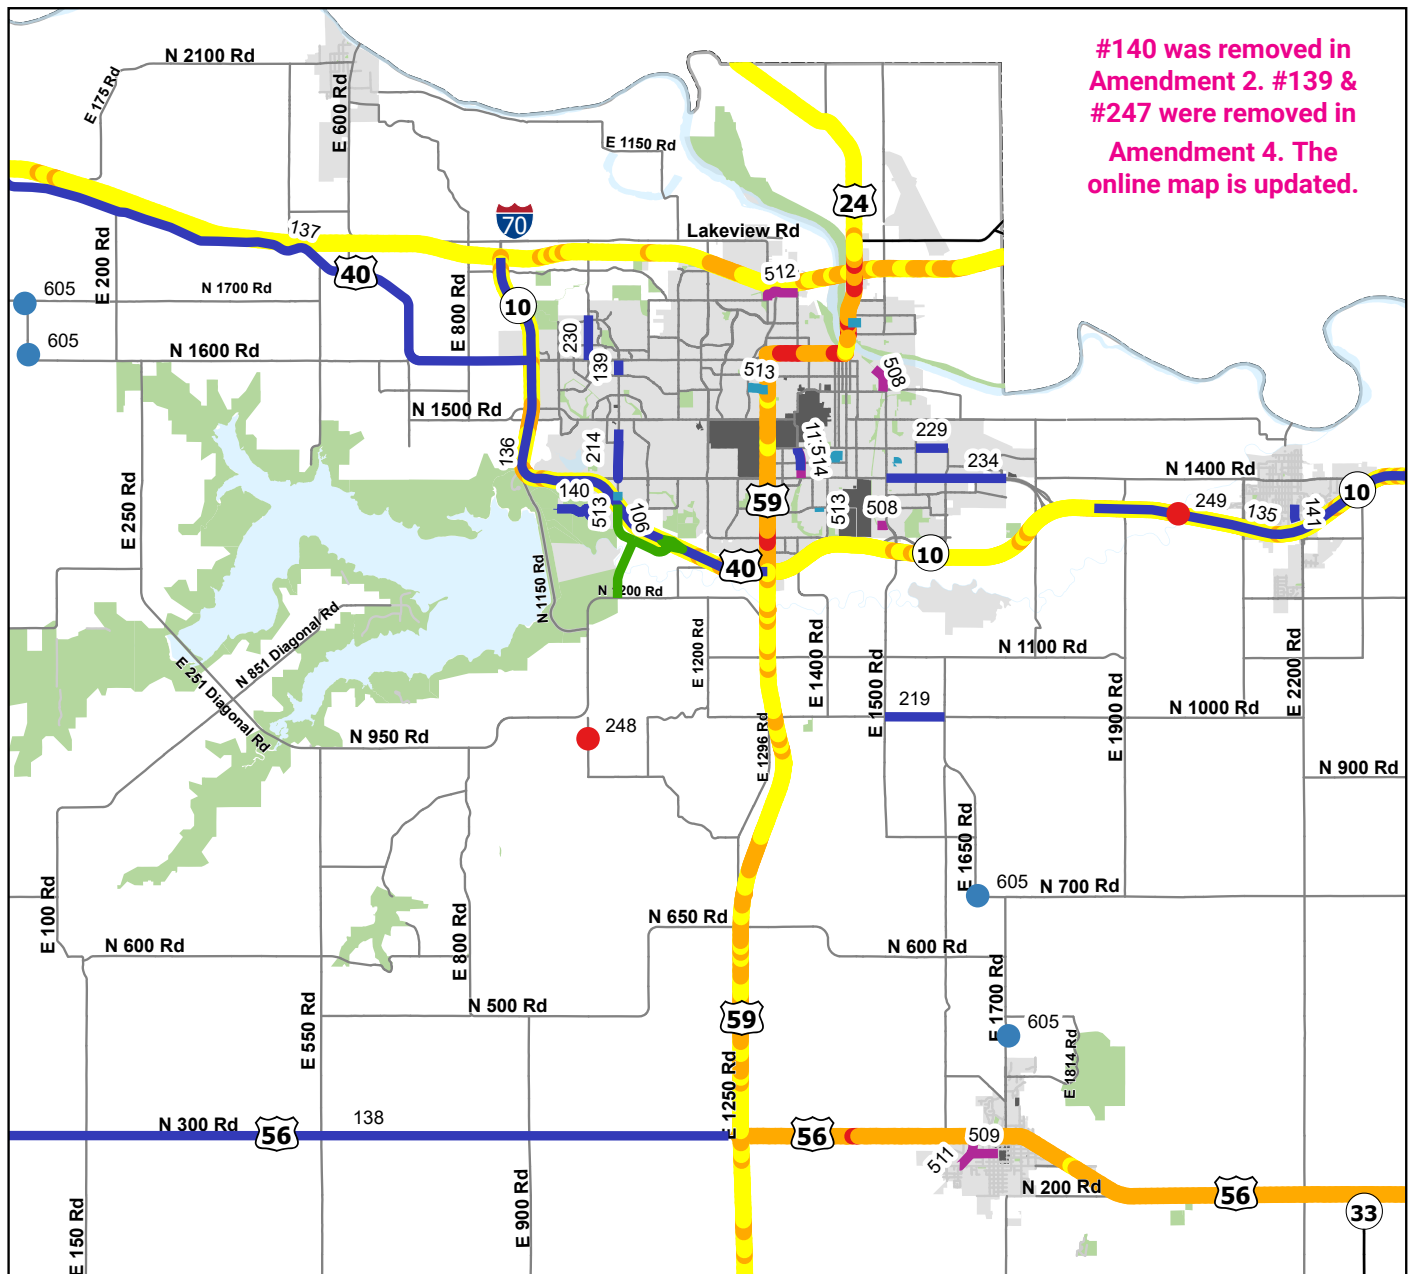 #140 was removed in
Amendment 2. #139 &
#247 were removed in
Amendment 4. The
online map is updated.
N 2100 Rd
E 175 Rd
E 600 Rd
E 1150 Rd
24
137
70
Lakeview Rd
40
512
E 200 Rd
605
N 1700 Rd
E 800 Rd
10
230
605
N 1600 Rd
139
513
508
N 1500 Rd
136
214
514
229
234
N 1400 Rd
E 250 Rd
140
513
106
59
513
508
249
135
141
10
10
40
N 1150 Rd
N 851 Diagonal Rd
E 251 Diagonal Rd
E 1200 Rd
E 1400 Rd
N 1100 Rd
E 1500 Rd
E 1900 Rd
E 2200 Rd
219
N 1000 Rd
248
N 950 Rd
E 1296 Rd
N 900 Rd
E 1650 Rd
605
N 700 Rd
E 100 Rd
N 650 Rd
N 600 Rd
E 800 Rd
N 600 Rd
E 1700 Rd
N 500 Rd
59
605
E 550 Rd
E 1250 Rd
E 1814 Rd
N 300 Rd
56
138
56
509
511
N 200 Rd
56
33
E 150 Rd
E 900 Rd